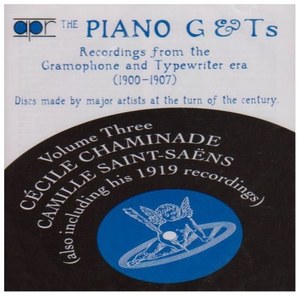 apr THE PIANO G &Ts
Recordings from the
Gramophone and Typewriter era
(1900-1907)
Discs made by major artists at the turn of the century.
Volume Three
CÉCILE CHAMINADE
CAMILLE SAINT-SAËNS
(also including his 1919 recordings)